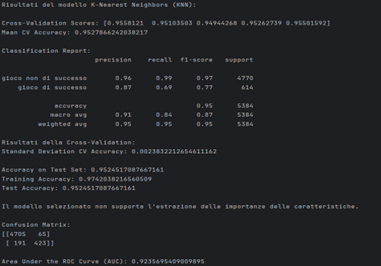 Risultati del modello K-Nearest Neighbors (KNN):
Cross-Validation Scores: [0.9558121  0.95103503 0.94944268 0.95262739 0.95501592]
Mean CV Accuracy: 0.9527866242038217
Classification Report:
precision    recall  f1-score   support
gioco non di successo       0.96      0.99      0.97      4770
gioco di successo       0.87      0.69      0.77       614
accuracy                           0.95      5384
macro avg       0.91      0.84      0.87      5384
weighted avg       0.95      0.95      0.95      5384
Risultati della Cross-Validation:
Standard Deviation CV Accuracy: 0.0023832212654611162
Accuracy on Test Set: 0.9524517087667161
Training Accuracy: 0.9742038216560509
Test Accuracy: 0.9524517087667161
Il modello selezionato non supporta l'estrazione delle importanze delle caratteristiche.
Confusion Matrix:
[[4705   65]
[ 191  423]]
Area Under the ROC Curve (AUC): 0.9235695409009895